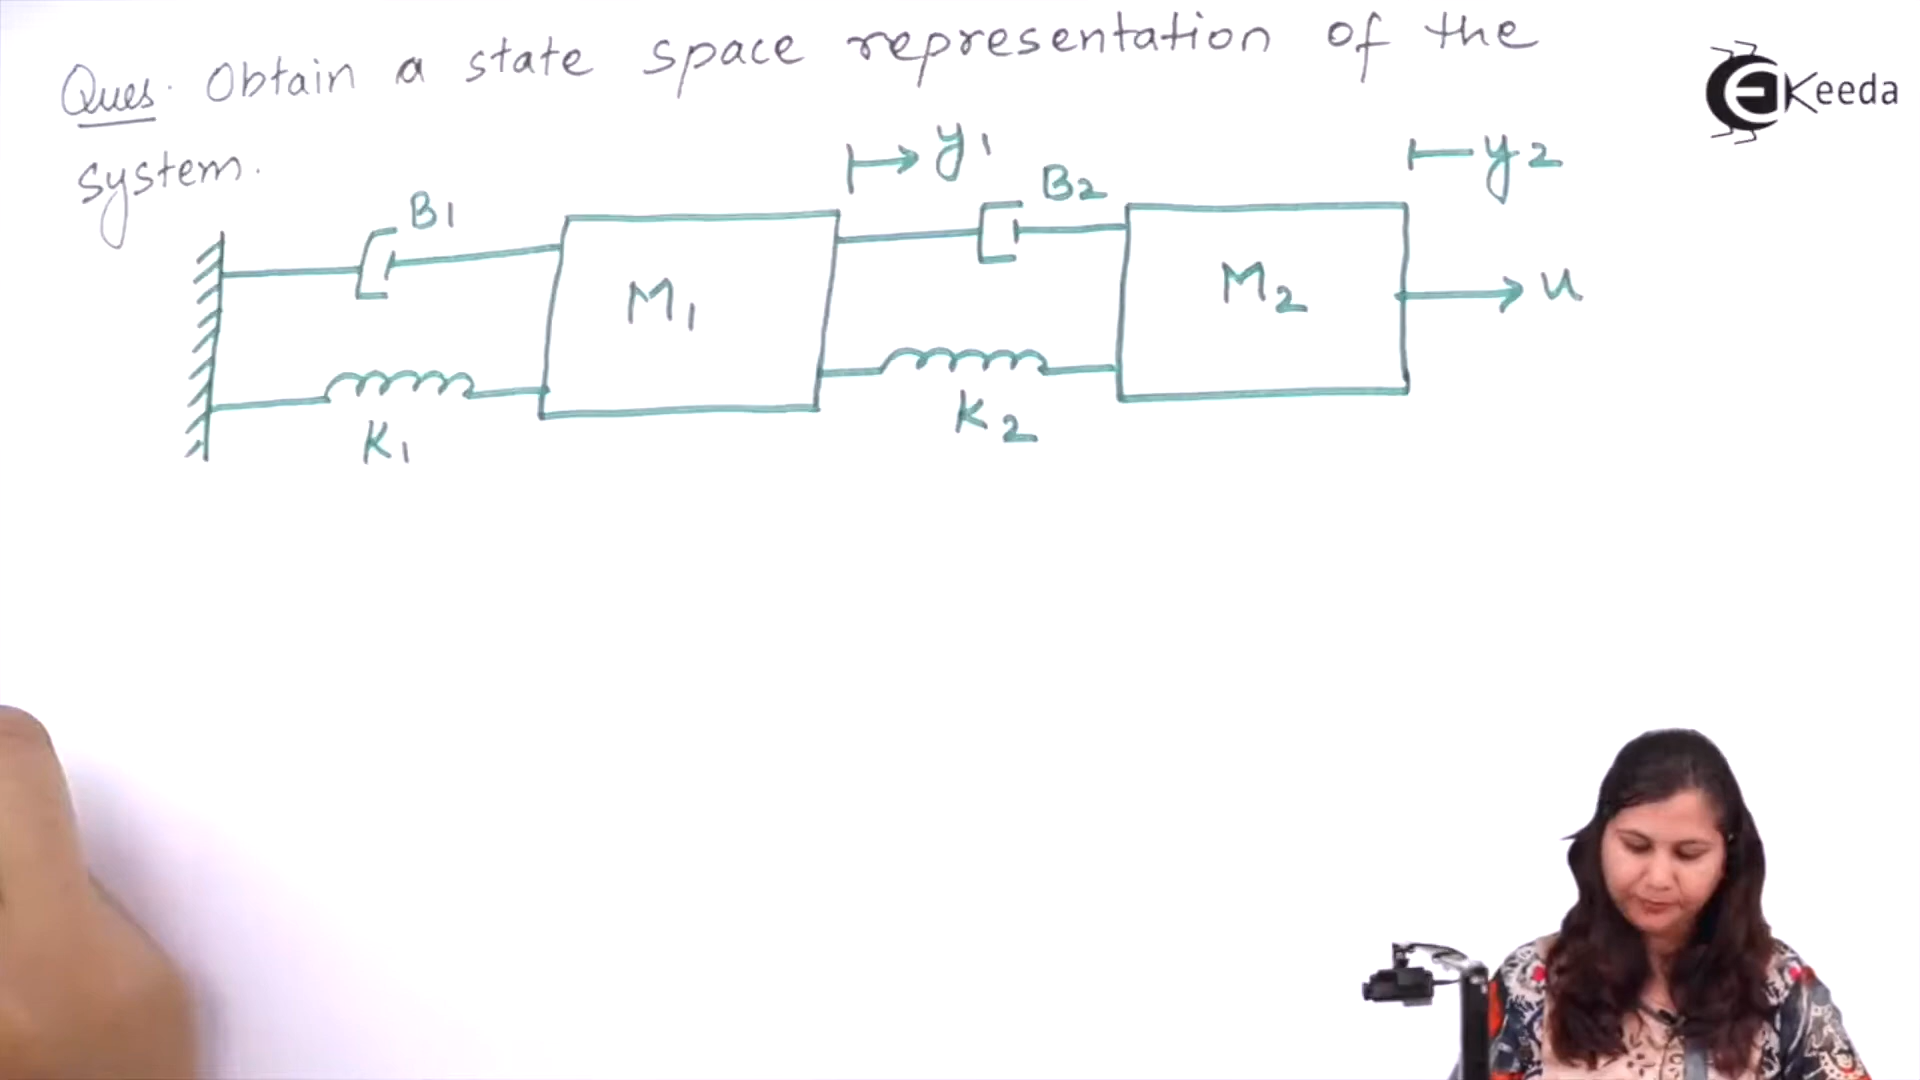 Ques. Obtain a state space representation of the
system.
Keeda
y1
y2
B1
B2
M1
M2
u
K1
K2